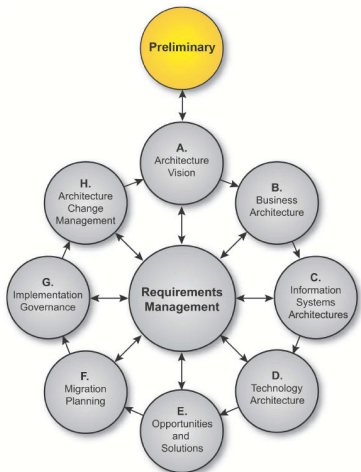 Preliminary
A.
Architecture
Vision
B.
Business
Architecture
C.
Information
Systems
Architectures
D.
Technology
Architecture
E.
Opportunities
and
Solutions
F.
Migration
Planning
G.
Implementation
Governance
H.
Architecture
Change
Management
Requirements
Management